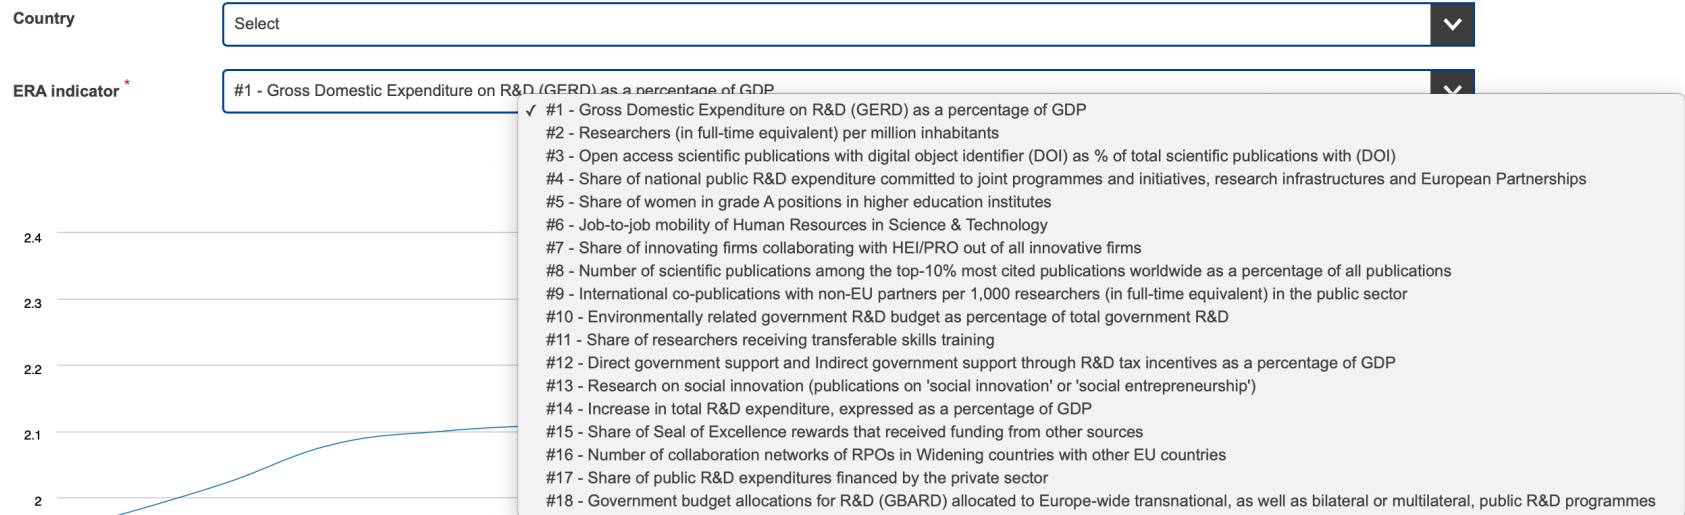 Country
Select
ERA indicator *
#1 - Gross Domestic Expenditure on R&D (GERD) as a percentage of GDP
✓ #1 - Gross Domestic Expenditure on R&D (GERD) as a percentage of GDP
#2 - Researchers (in full-time equivalent) per million inhabitants
#3 - Open access scientific publications with digital object identifier (DOI) as % of total scientific publications with (DOI)
#4 - Share of national public R&D expenditure committed to joint programmes and initiatives, research infrastructures and European Partnerships
#5 - Share of women in grade A positions in higher education institutes
#6 - Job-to-job mobility of Human Resources in Science & Technology
#7 - Share of innovating firms collaborating with HEI/PRO out of all innovative firms
#8 - Number of scientific publications among the top-10% most cited publications worldwide as a percentage of all publications
#9 - International co-publications with non-EU partners per 1,000 researchers (in full-time equivalent) in the public sector
#10 - Environmentally related government R&D budget as percentage of total government R&D
#11 - Share of researchers receiving transferable skills training
#12 - Direct government support and Indirect government support through R&D tax incentives as a percentage of GDP
#13 - Research on social innovation (publications on 'social innovation' or 'social entrepreneurship')
#14 - Increase in total R&D expenditure, expressed as a percentage of GDP
#15 - Share of Seal of Excellence rewards that received funding from other sources
#16 - Number of collaboration networks of RPOs in Widening countries with other EU countries
#17 - Share of public R&D expenditures financed by the private sector
#18 - Government budget allocations for R&D (GBARD) allocated to Europe-wide transnational, as well as bilateral or multilateral, public R&D programmes
2.4
2.3
2.2
2.1
2